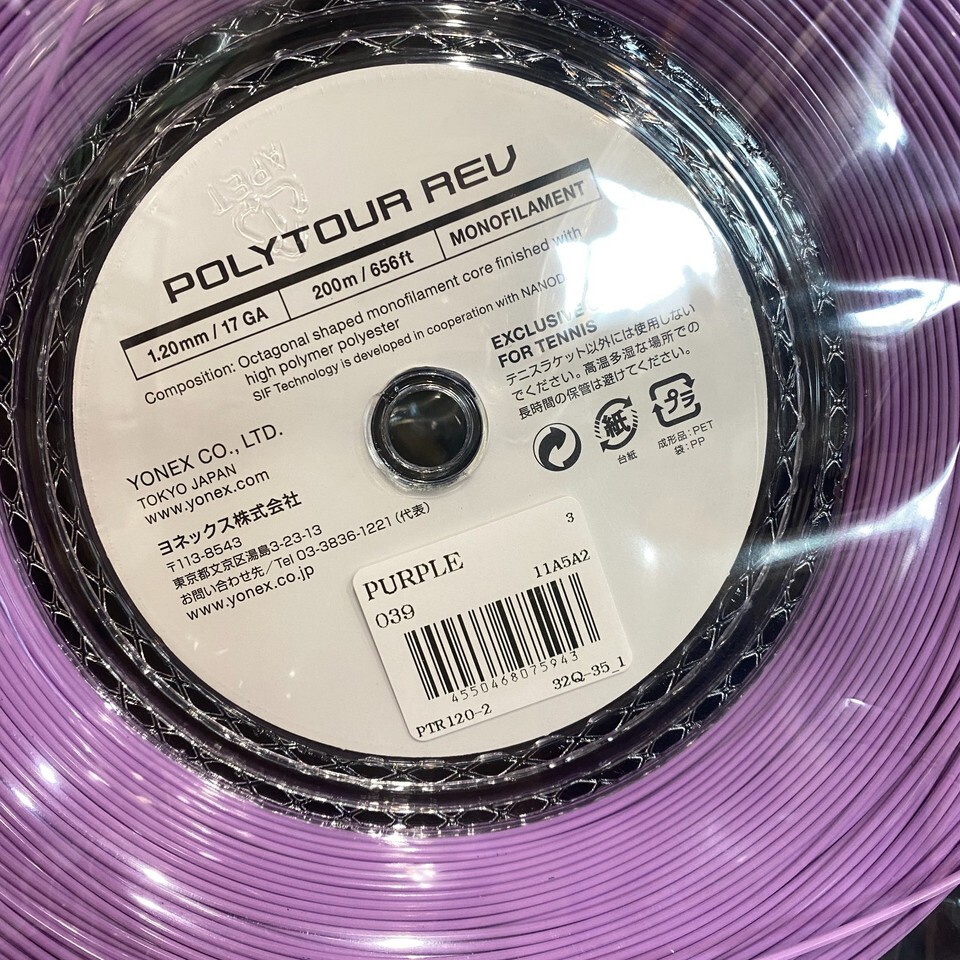 POLYTOUR REV
1.20mm / 17 GA 200m / 656ft MONOFILAMENT
Composition: Octagonal shaped monofilament core finished with
high polymer polyester
SIF Technology is developed in cooperation with NANOD
EXCLUSIVE
FOR TENNIS
テニスラケット以外には使用しない
でください。高温多湿な場所での
長時間の保管は避けてください。
紙
プラ
台紙
成形品:PET
袋:PP
YONEX CO., LTD.
TOKYO JAPAN
www.yonex.com
ヨネックス株式会社
〒113-8543
東京都文京区湯島3-23-13
お問い合わせ先/Tel 03-3836-1221(代表)
www.yonex.co.jp
PURPLE 3
039 11A5A2
4550468075943
PTR120-2 32Q-35_1